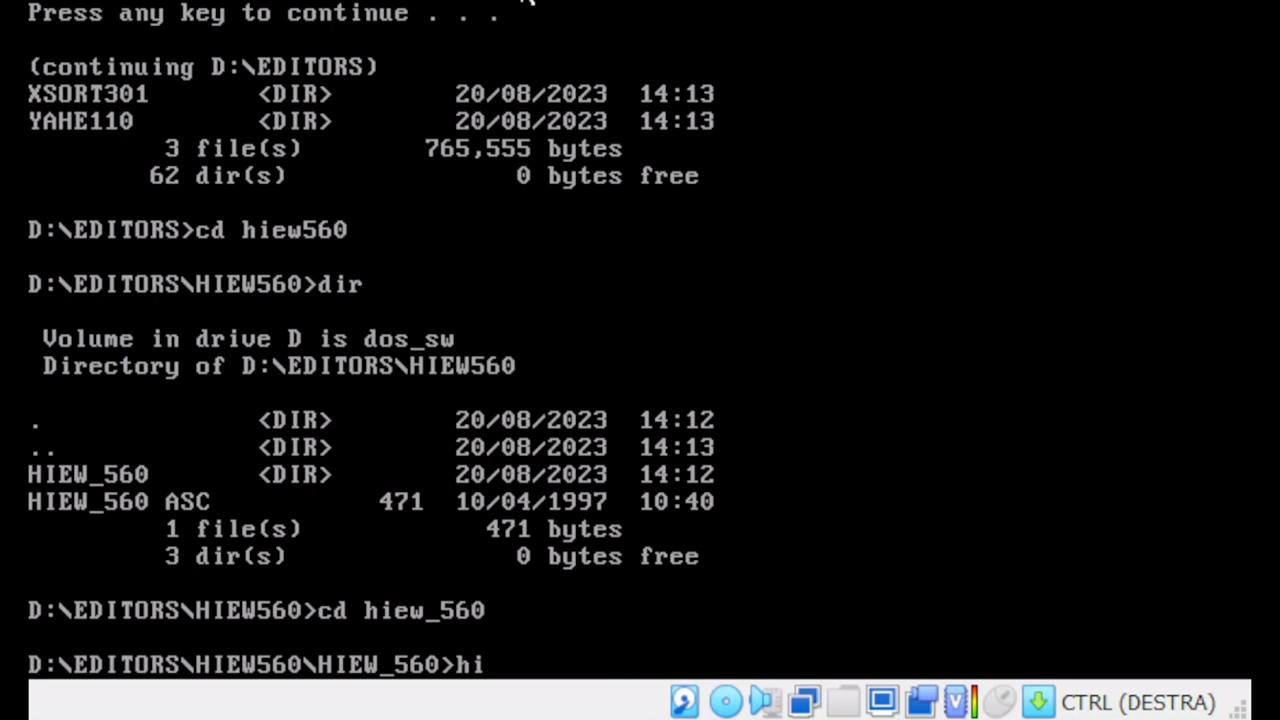 Press any key to continue . . .
(continuing D:\EDITORS)
XSORT301 <DIR> 20/08/2023 14:13
YAHE110 <DIR> 20/08/2023 14:13
3 file(s) 765,555 bytes
62 dir(s) 0 bytes free
D:\EDITORS>cd hiew560
D:\EDITORS\HIEW560>dir
Volume in drive D is dos_sw
Directory of D:\EDITORS\HIEW560
. <DIR> 20/08/2023 14:12
.. <DIR> 20/08/2023 14:13
HIEW_560 <DIR> 20/08/2023 14:12
HIEW_560 ASC 471 10/04/1997 10:40
1 file(s) 471 bytes
3 dir(s) 0 bytes free
D:\EDITORS\HIEW560>cd hiew_560
D:\EDITORS\HIEW560\HIEW_560>hi
CTRL (DESTRA)